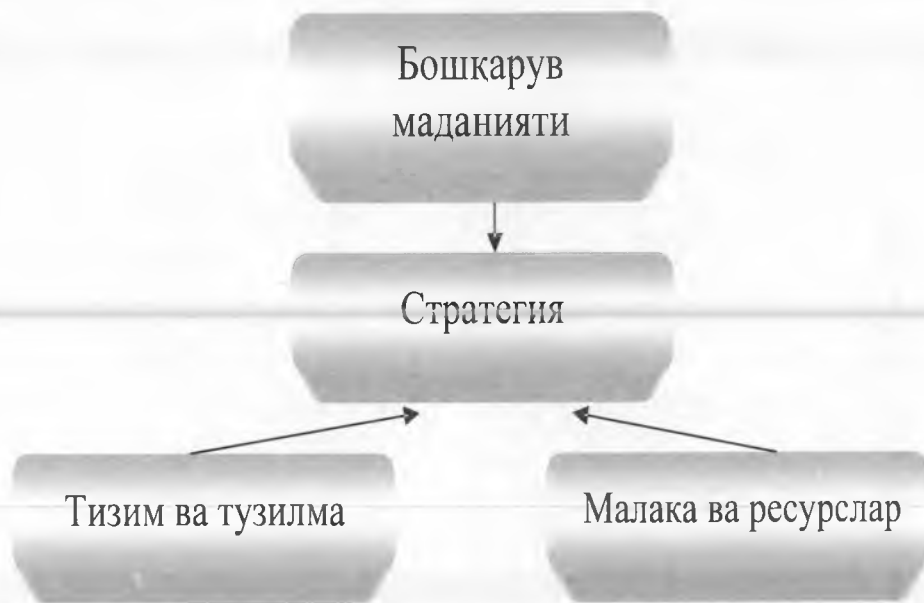 Бошқарув
маданияти
Стратегия
Тизим ва тузилма
Малака ва ресурслар